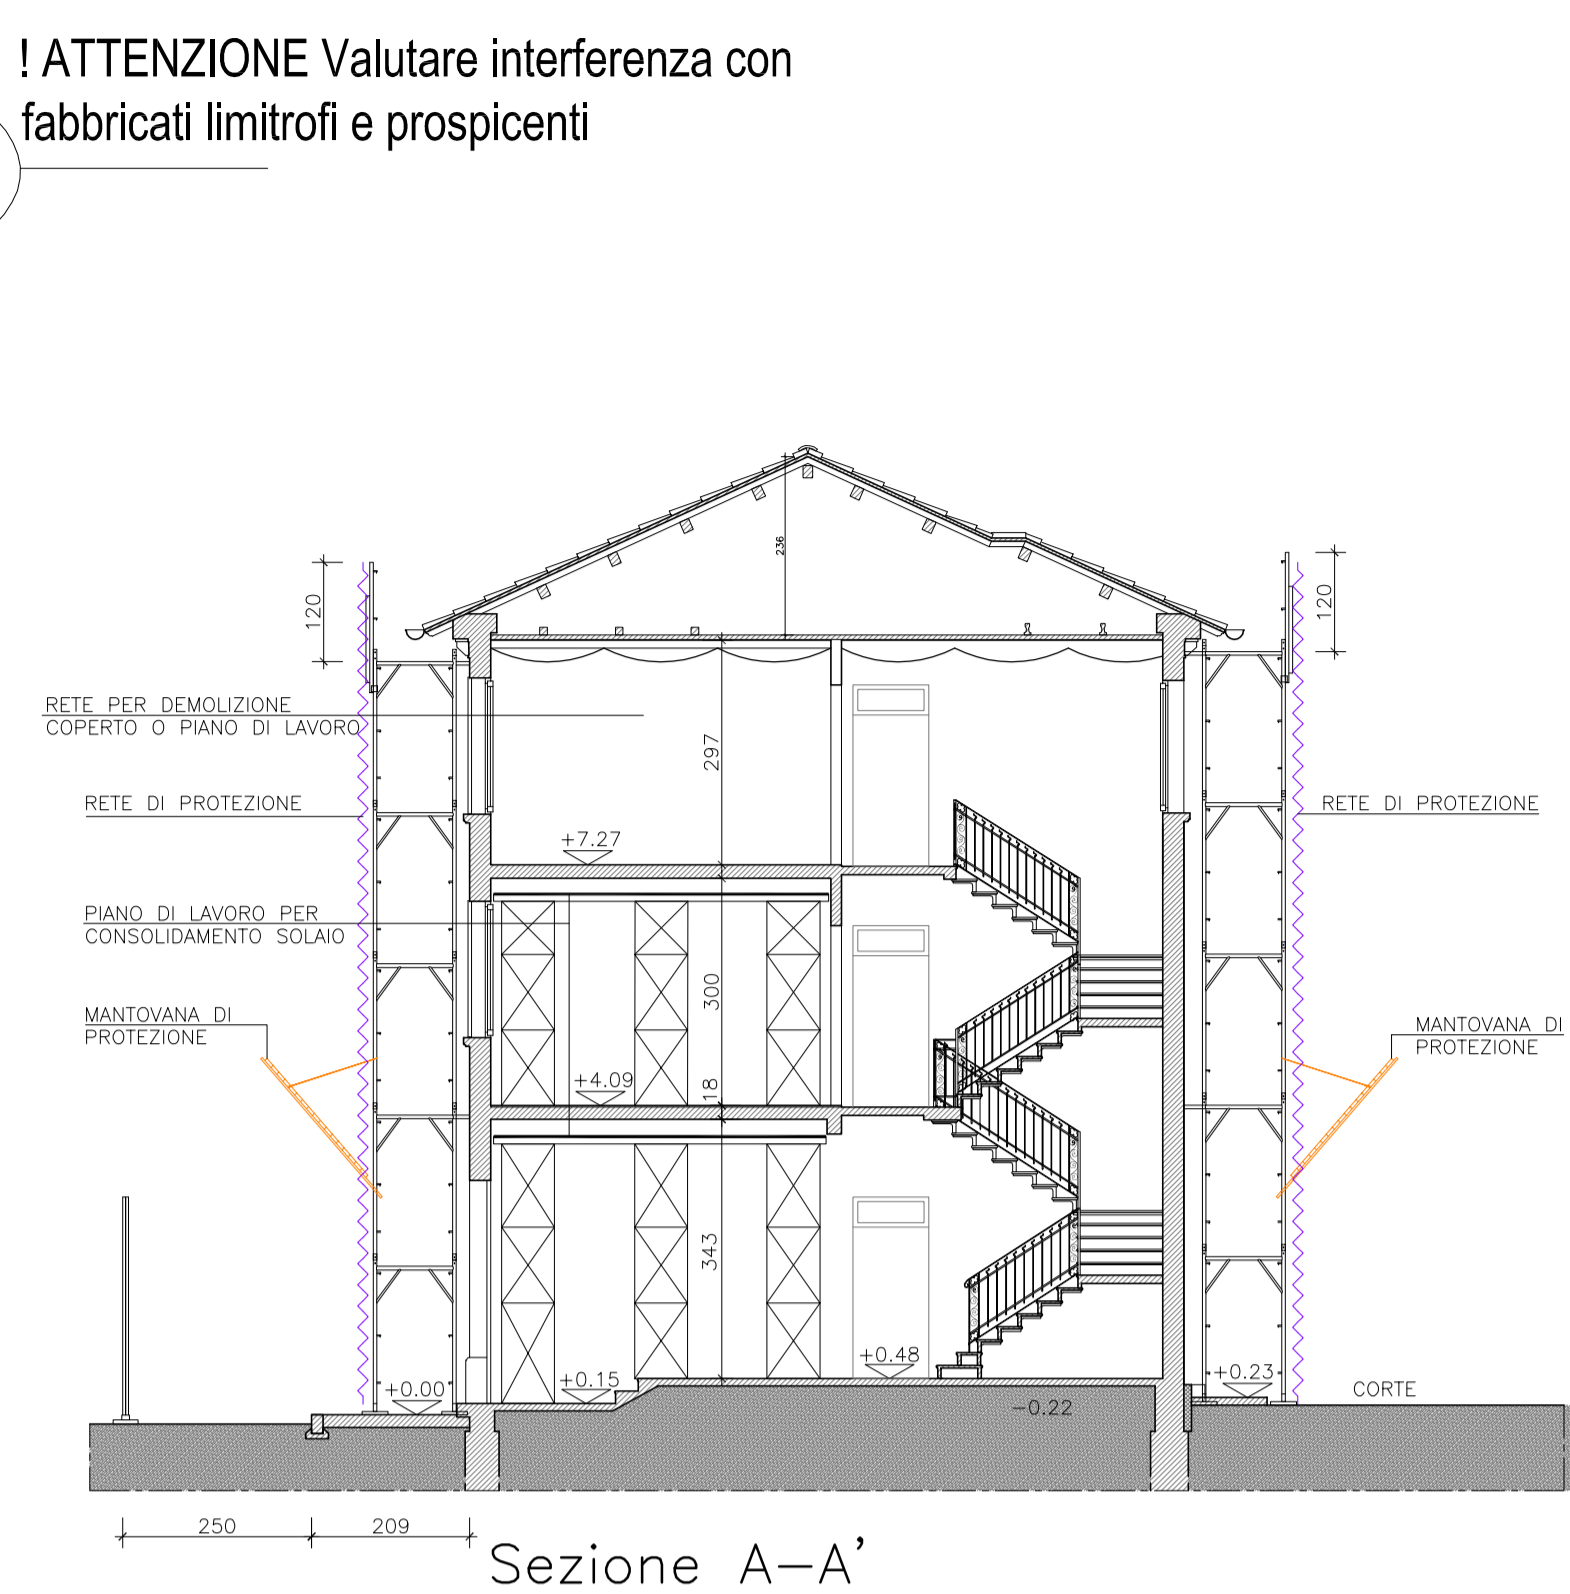 ! ATTENZIONE Valutare interferenza con
fabbricati limitrofi e prospicenti
236
120
120
RETE PER DEMOLIZIONE
COPERTO O PIANO DI LAVORO
297
RETE DI PROTEZIONE
RETE DI PROTEZIONE
+7.27
PIANO DI LAVORO PER
CONSOLIDAMENTO SOLAIO
300
MANTOVANA DI
PROTEZIONE
MANTOVANA DI
PROTEZIONE
+4.09
18
343
+0.48
+0.00
+0.15
+0.23
CORTE
-0.22
250
209
Sezione A-A'